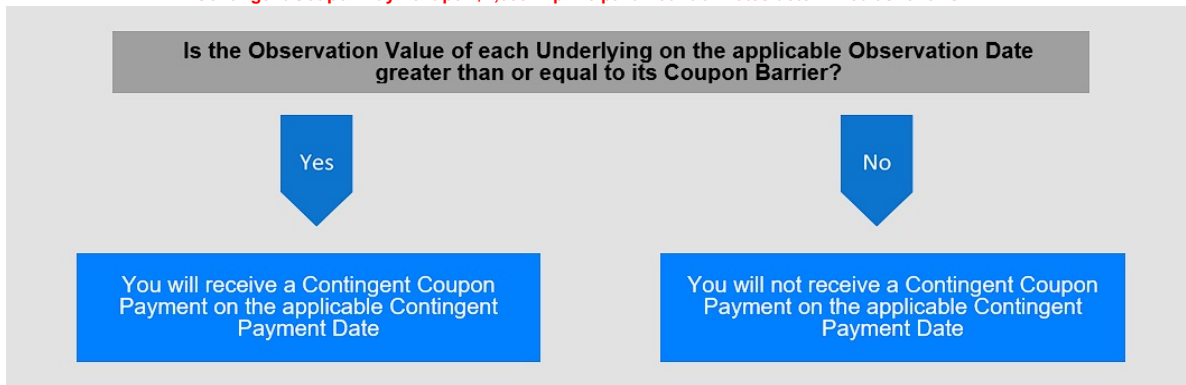 Is the Observation Value of each Underlying on the applicable Observation Date
greater than or equal to its Coupon Barrier?
Yes
No
You will receive a Contingent Coupon
Payment on the applicable Contingent
Payment Date
You will not receive a Contingent Coupon
Payment on the applicable Contingent
Payment Date